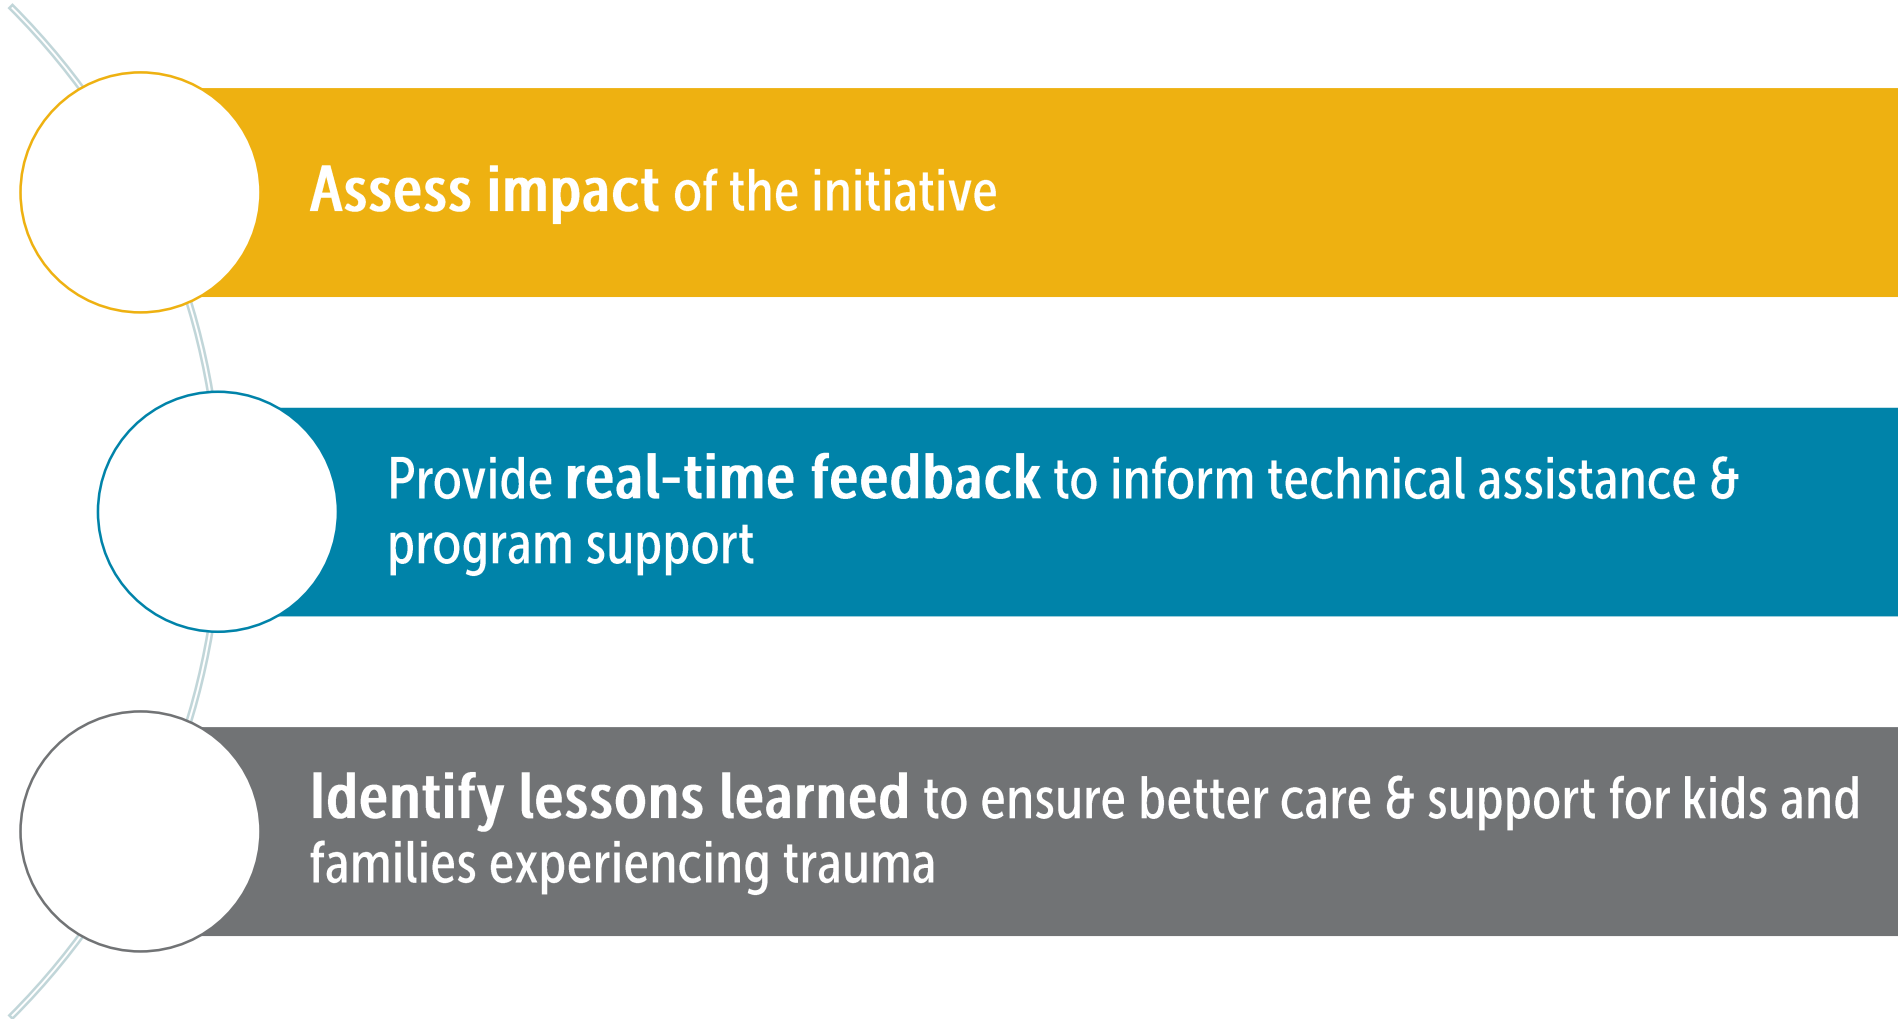 Assess impact of the initiative
Provide real-time feedback to inform technical assistance &
program support
Identify lessons learned to ensure better care & support for kids and
families experiencing trauma